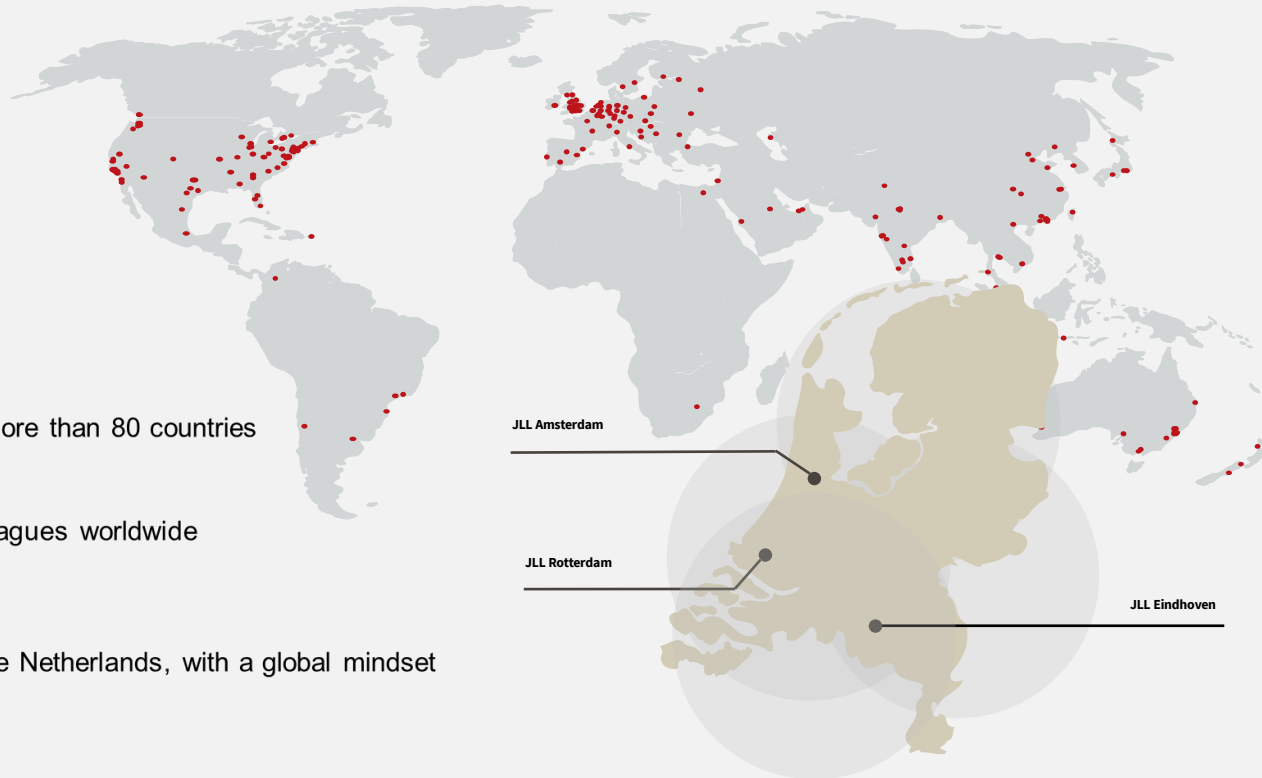 JLL Amsterdam
ore than 80 countries
agues worldwide
JLL Rotterdam
JLL Eindhoven
e Netherlands, with a global mindset